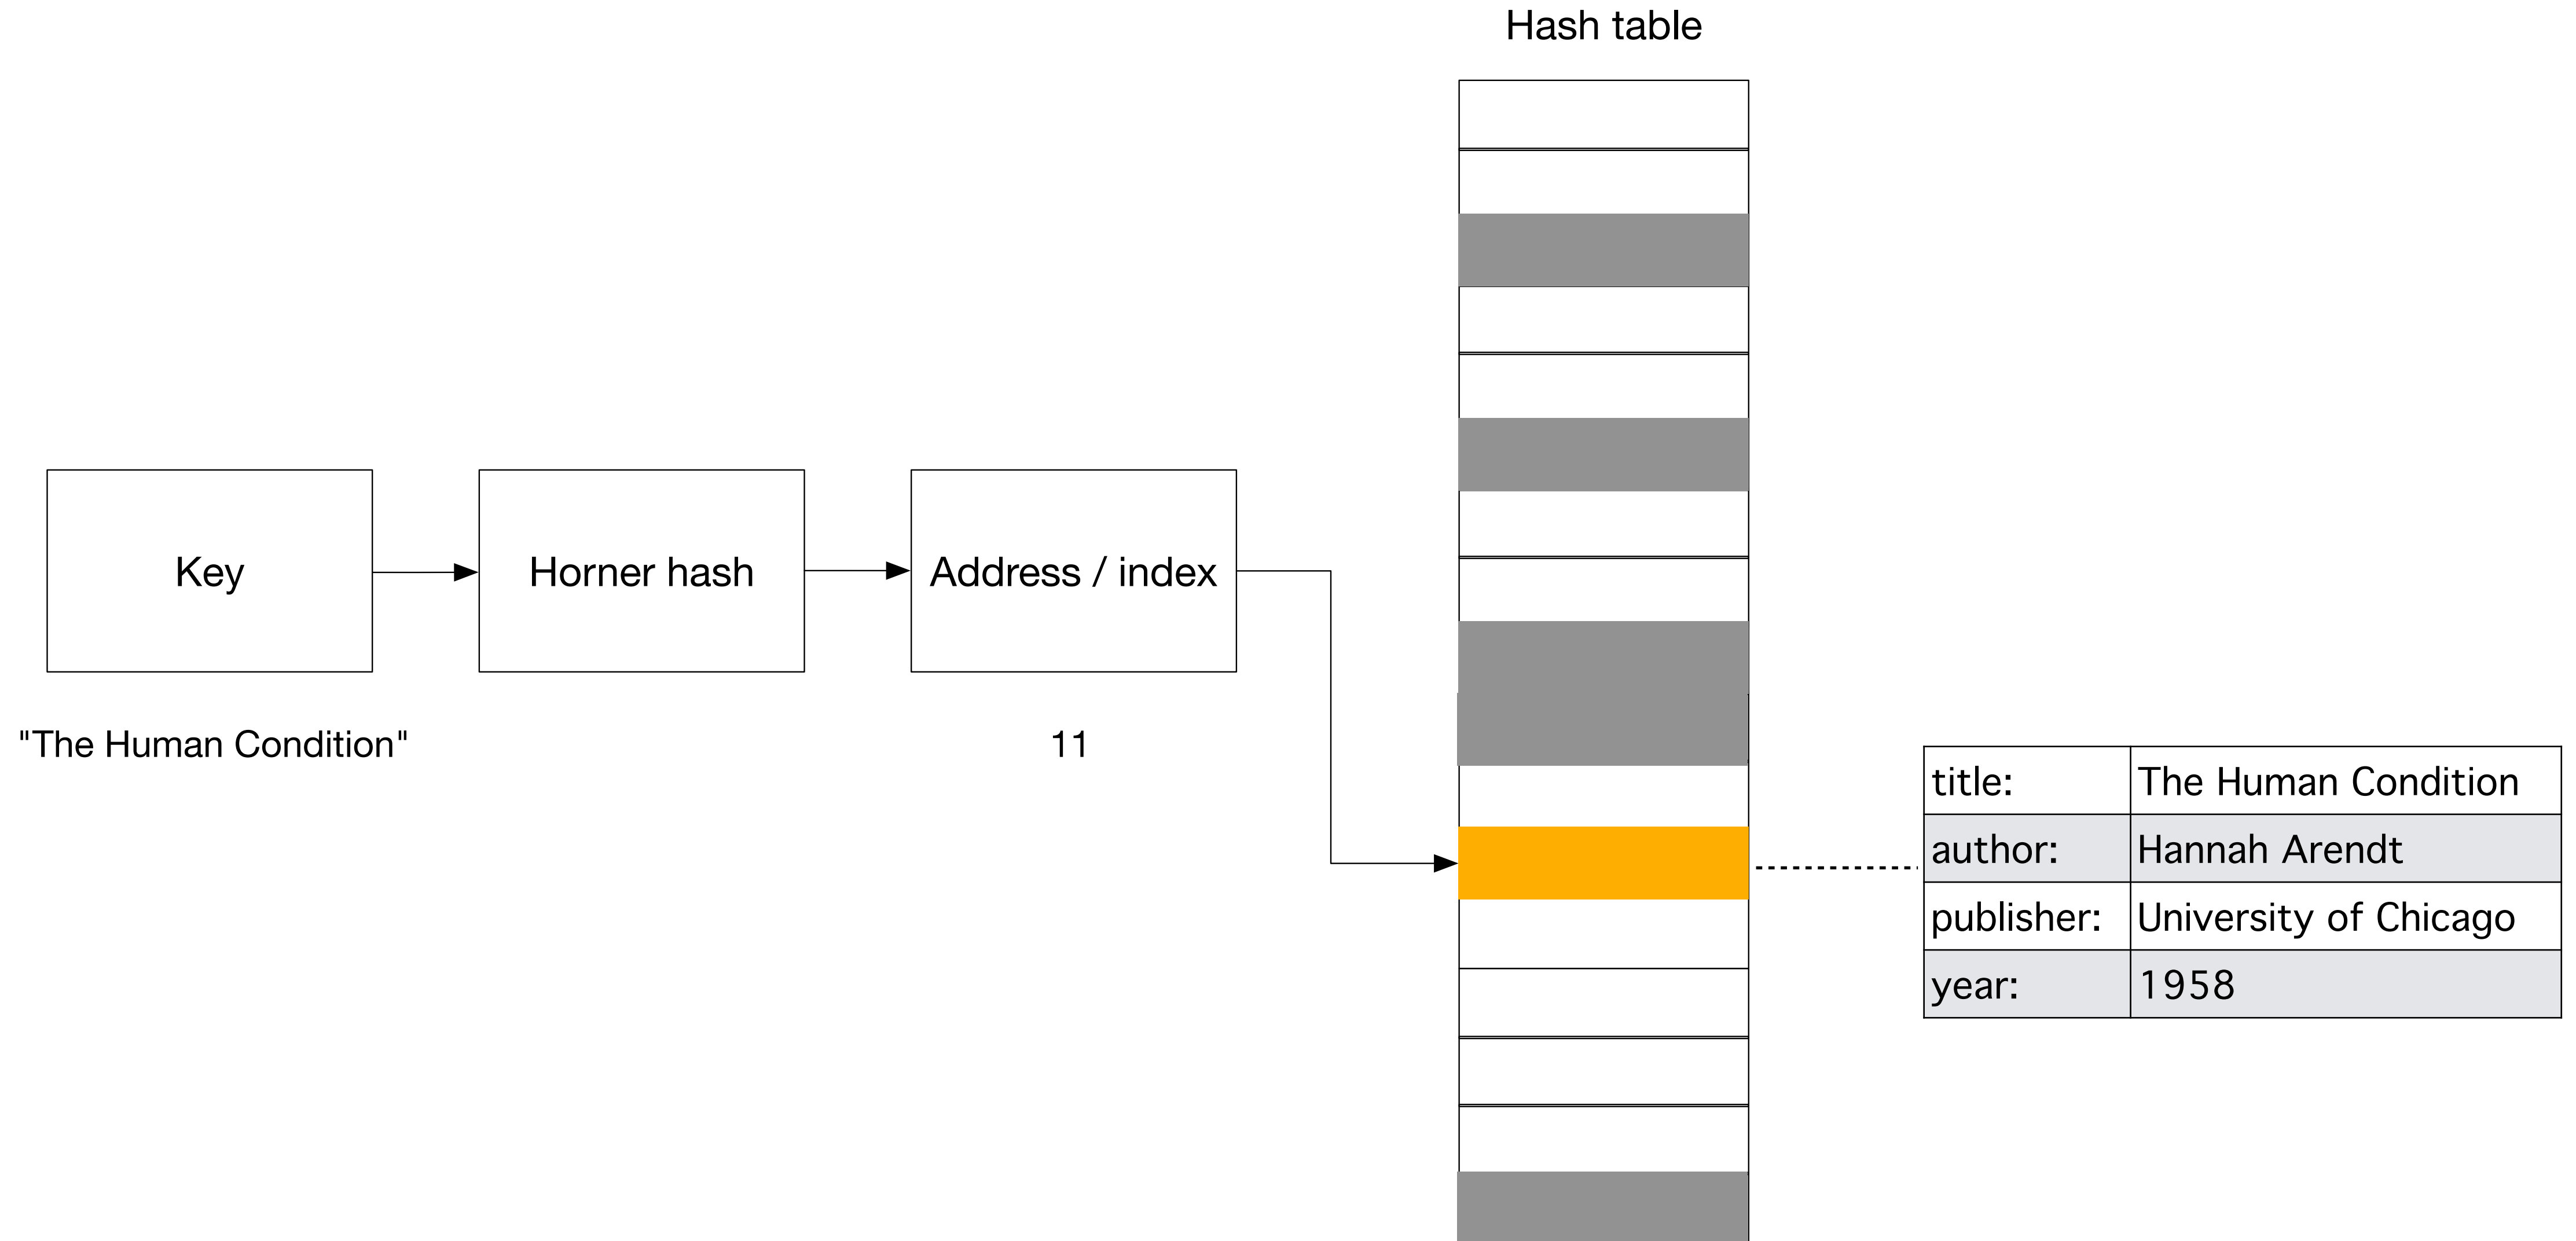 Hash table
Key
Horner hash
Address / index
"The Human Condition"
11
title: The Human Condition
author: Hannah Arendt
publisher: University of Chicago
year: 1958